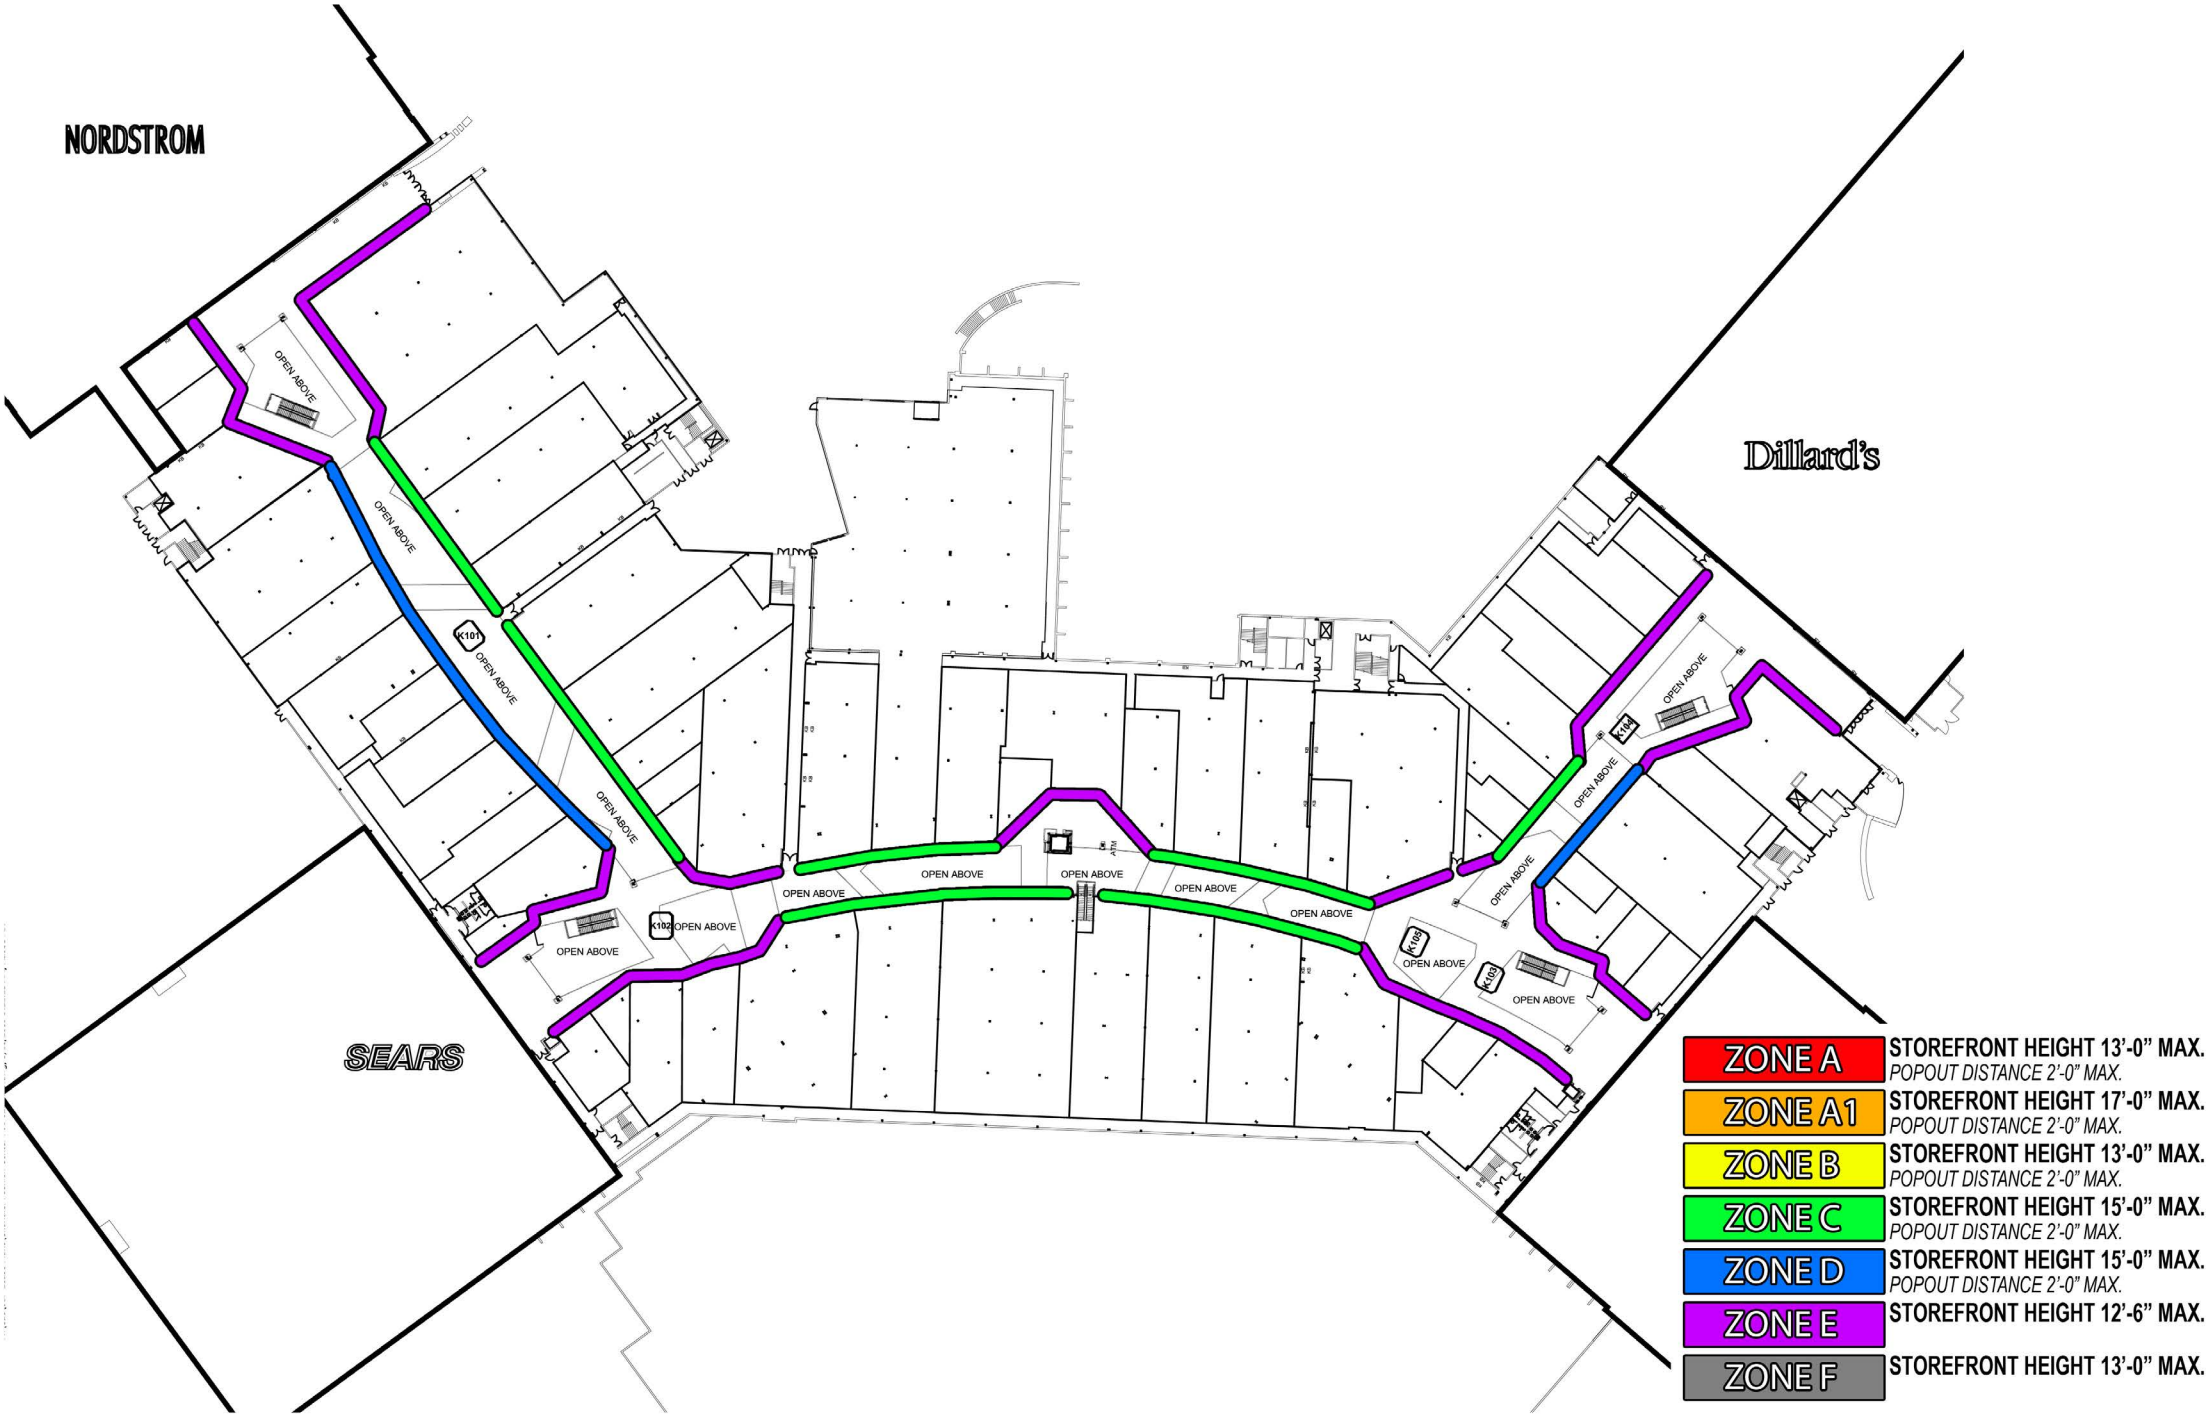 NORDSTROM
OPEN ABOVE
Dillard's
OPEN ABOVE
K101
OPEN ABOVE
OPEN ABOVE
K104
OPEN ABOVE
OPEN ABOVE
ATM
OPEN ABOVE
OPEN ABOVE
OPEN ABOVE
OPEN ABOVE
OPEN ABOVE
OPEN ABOVE
K102
OPEN ABOVE
OPEN ABOVE
K105
OPEN ABOVE
K103
OPEN ABOVE
SEARS
ZONE A
STOREFRONT HEIGHT 13’-0” MAX.
POPOUT DISTANCE 2’-0” MAX.
ZONE A1
STOREFRONT HEIGHT 17’-0” MAX.
POPOUT DISTANCE 2’-0” MAX.
ZONE B
STOREFRONT HEIGHT 13’-0” MAX.
POPOUT DISTANCE 2’-0” MAX.
ZONE C
STOREFRONT HEIGHT 15’-0” MAX.
POPOUT DISTANCE 2’-0” MAX.
ZONE D
STOREFRONT HEIGHT 15’-0” MAX.
POPOUT DISTANCE 2’-0” MAX.
ZONE E
STOREFRONT HEIGHT 12’-6” MAX.
ZONE F
STOREFRONT HEIGHT 13’-0” MAX.